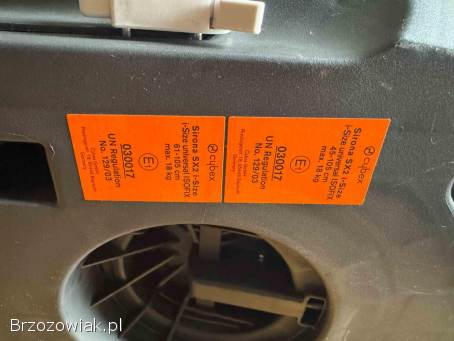 cybex
Sirona SX2 i-Size
i-Size universal ISOFIX
61-105 cm
max. 18 kg
030017
UN Regulation
No. 129/03
Germany
cybex
Sirona SX2 i-Size
i-Size universal ISOFIX
45-105 cm
max. 18 kg
030017
UN Regulation
No. 129/03
Germany
Brzozowiak.pl